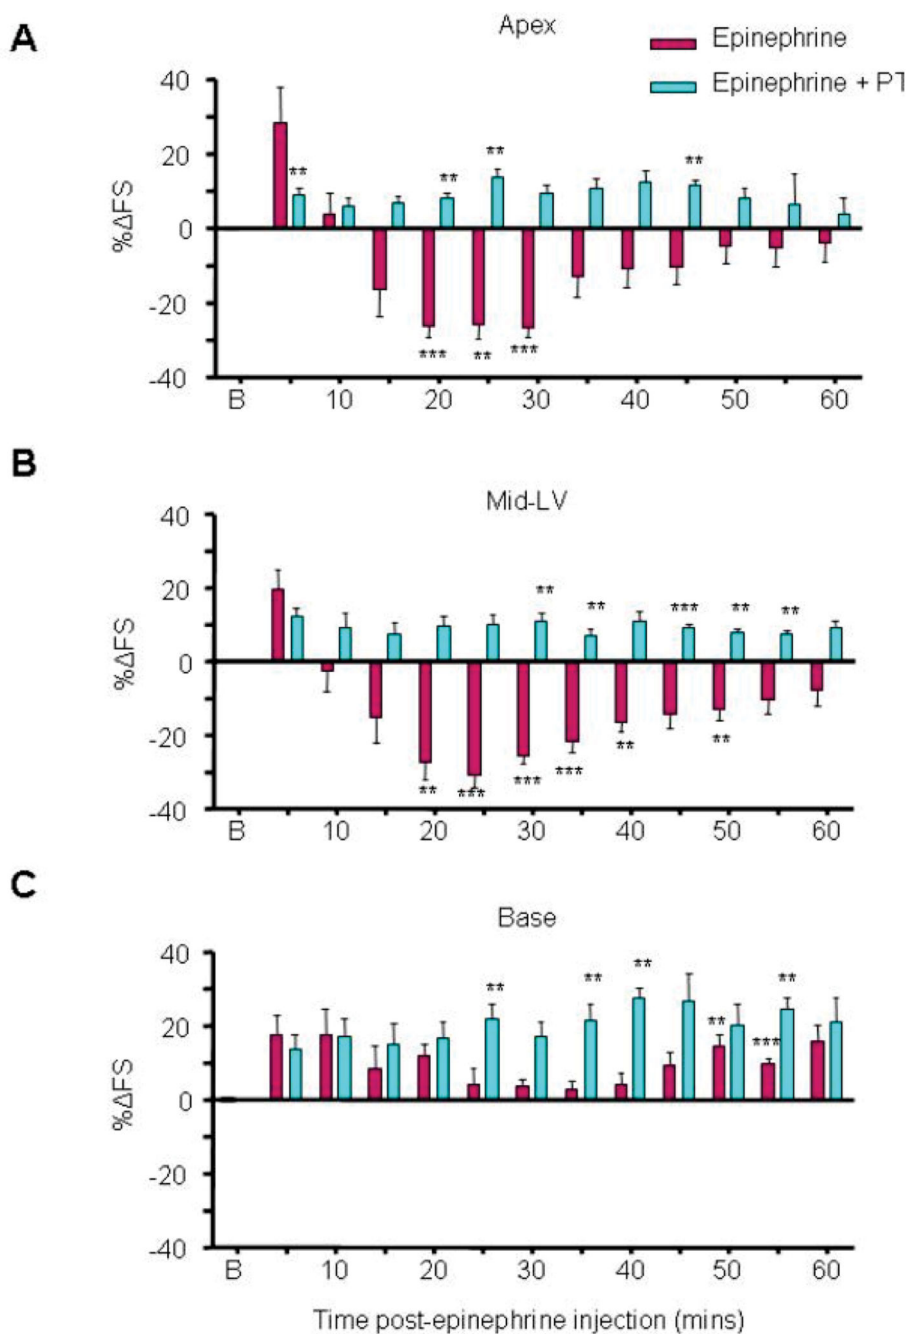 A
Apex
Epinephrine
Epinephrine + PT
%ΔFS
40
20
0
-20
-40
** ** ** **
*** ** ***
B 10 20 30 40 50 60
B
Mid-LV
%ΔFS
40
20
0
-20
-40
** ** *** ** **
** *** *** *** ** **
B 10 20 30 40 50 60
C
Base
%ΔFS
40
20
0
-20
-40
** ** ** **
** ***
B 10 20 30 40 50 60
Time post-epinephrine injection (mins)